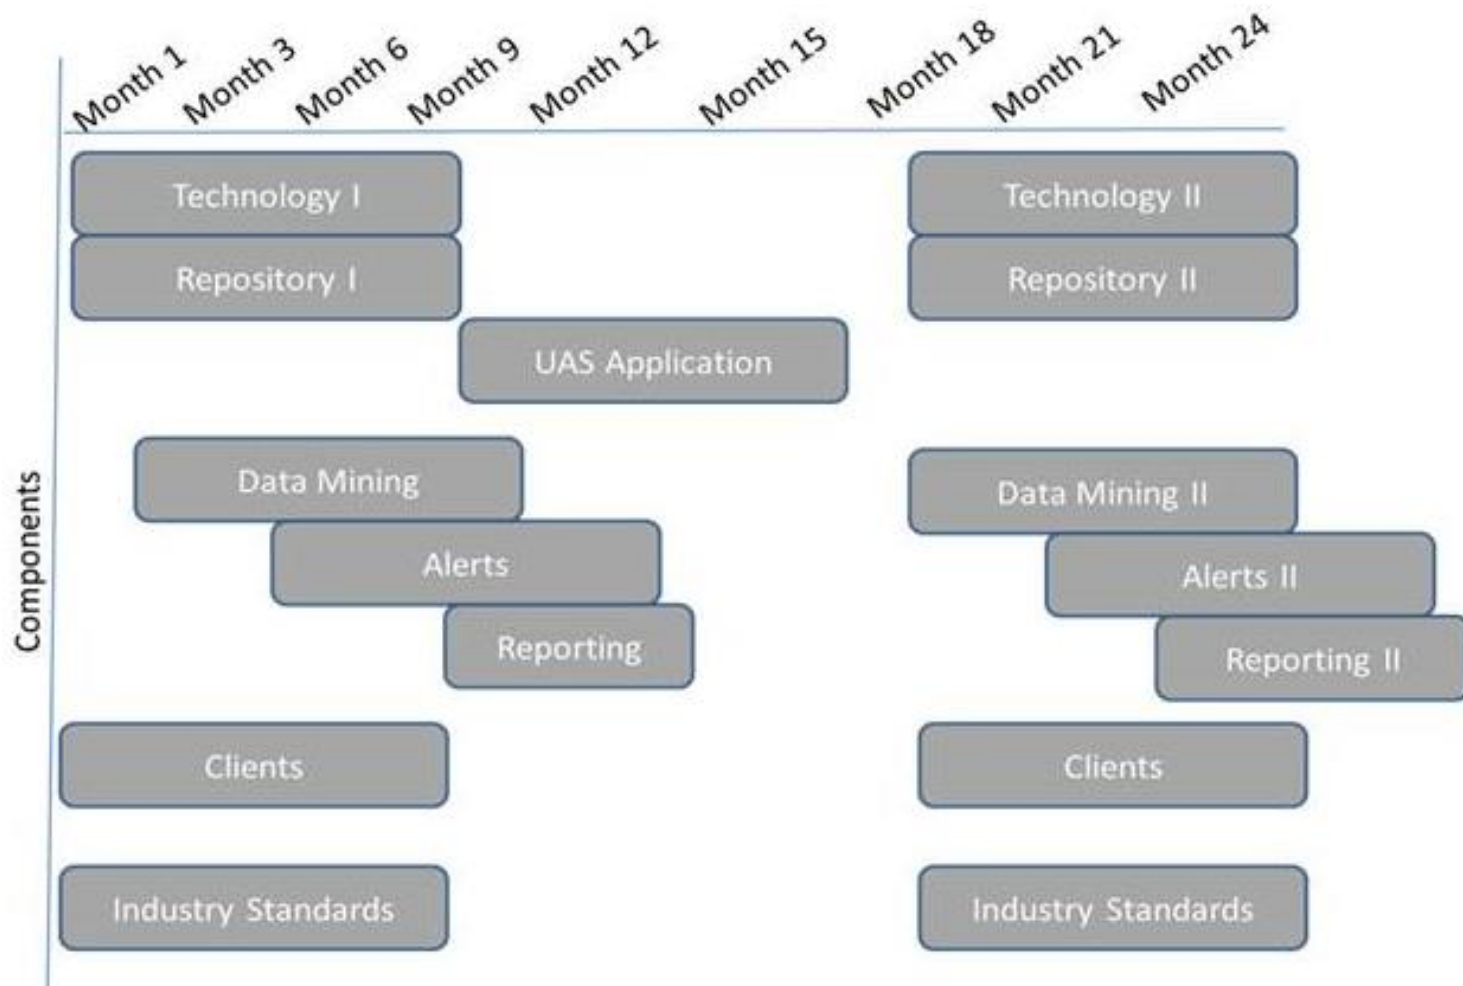 Month 1
Month 3
Month 6
Month 9
Month 12
Month 15
Month 18
Month 21
Month 24
Components
Technology I
Technology II
Repository I
Repository II
UAS Application
Data Mining
Data Mining II
Alerts
Alerts II
Reporting
Reporting II
Clients
Clients
Industry Standards
Industry Standards